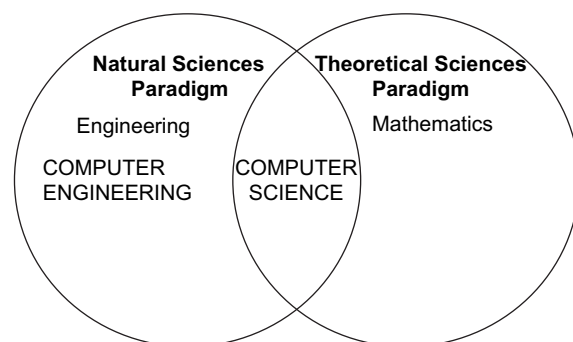 Natural Sciences
Paradigm
Engineering
COMPUTER
ENGINEERING
COMPUTER
SCIENCE
Theoretical Sciences
Paradigm
Mathematics